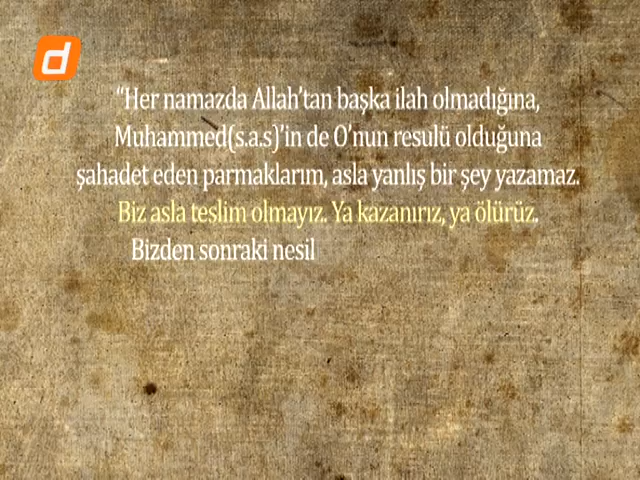 d
“Her namazda Allah’tan başka ilah olmadığına,
Muhammed(s.a.s)’in de O’nun resulü olduğuna
şahadet eden parmaklarım, asla yanlış bir şey yazamaz.
Biz asla teslim olmayız. Ya kazanırız, ya ölürüz.
Bizden sonraki nesil